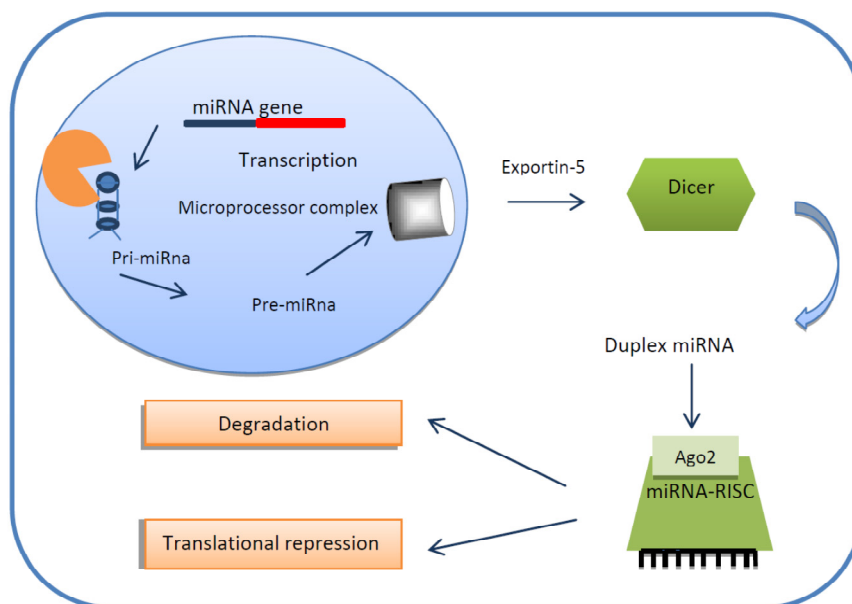 miRNA gene
Transcription
Microprocessor complex
Pri-miRna
Pre-miRna
Exportin-5
Dicer
Duplex miRNA
Ago2
miRNA-RISC
Degradation
Translational repression